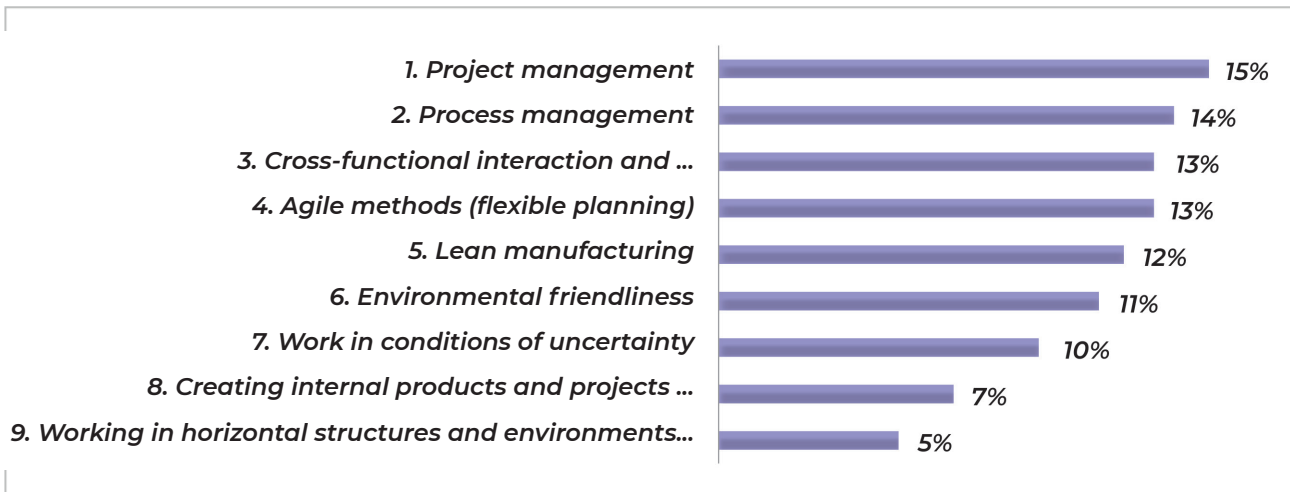 1. Project management 15%
2. Process management 14%
3. Cross-functional interaction and ... 13%
4. Agile methods (flexible planning) 13%
5. Lean manufacturing 12%
6. Environmental friendliness 11%
7. Work in conditions of uncertainty 10%
8. Creating internal products and projects ... 7%
9. Working in horizontal structures and environments... 5%